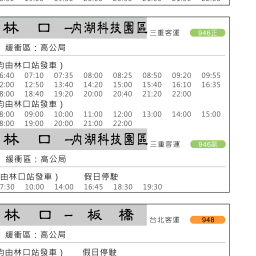 林 口 — 內湖科技園區 三重客運 946正
緩衝區：高公局
均由林口站發車）
6:40 07:10 07:35 08:00 08:25 08:50 09:20 09:55
2:00 12:50 13:40 14:20 15:00 15:40 16:10 16:35
8:00 18:40 19:20 20:00 20:40 21:20 22:00
均由林口站發車）
8:00 09:00 10:00 11:00 12:00 13:00 14:00 15:00
8:00 19:00 20:00 21:00 22:00
林 口 — 內湖科技園區 三重客運 946副
緩衝區：高公局
由林口站發車） 假日停駛
7:30 10:00 14:00 16:45 18:30 19:30
林 口 — 板 橋 台北客運 948
緩衝區：高公局
均由林口站發車） 假日停駛